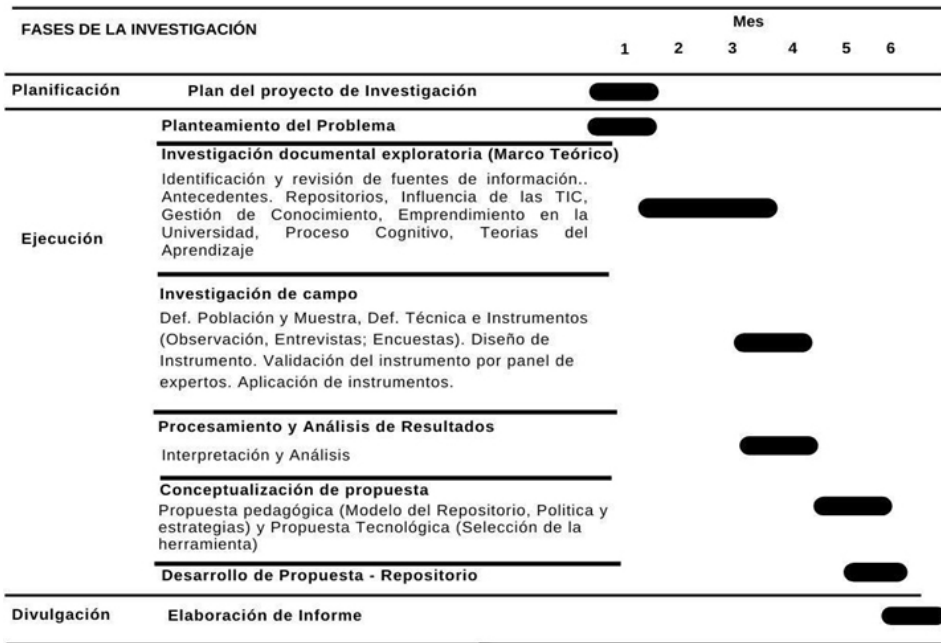 FASES DE LA INVESTIGACIÓN
Mes
1 2 3 4 5 6
Planificación
Plan del proyecto de Investigación
Ejecución
Planteamiento del Problema
Investigación documental exploratoria (Marco Teórico)
Identificación y revisión de fuentes de información..
Antecedentes. Repositorios, Influencia de las TIC,
Gestión de Conocimiento, Emprendimiento en la
Universidad, Proceso Cognitivo, Teorias del
Aprendizaje
Investigación de campo
Def. Población y Muestra, Def. Técnica e Instrumentos
(Observación, Entrevistas; Encuestas). Diseño de
Instrumento. Validación del instrumento por panel de
expertos. Aplicación de instrumentos.
Procesamiento y Análisis de Resultados
Interpretación y Análisis
Conceptualización de propuesta
Propuesta pedagógica (Modelo del Repositorio, Politica y
estrategias) y Propuesta Tecnológica (Selección de la
herramienta)
Desarrollo de Propuesta - Repositorio
Divulgación
Elaboración de Informe